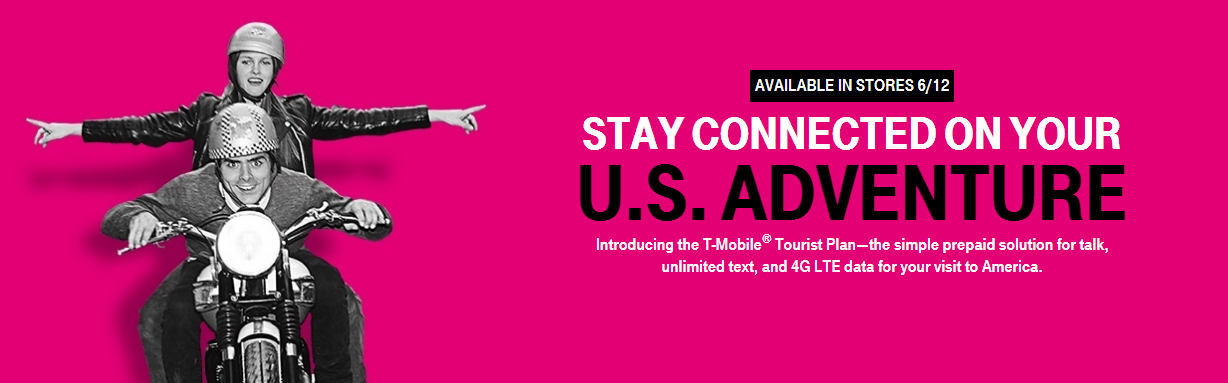 AVAILABLE IN STORES 6/12
STAY CONNECTED ON YOUR
U.S. ADVENTURE
Introducing the T-Mobile® Tourist Plan—the simple prepaid solution for talk,
unlimited text, and 4G LTE data for your visit to America.